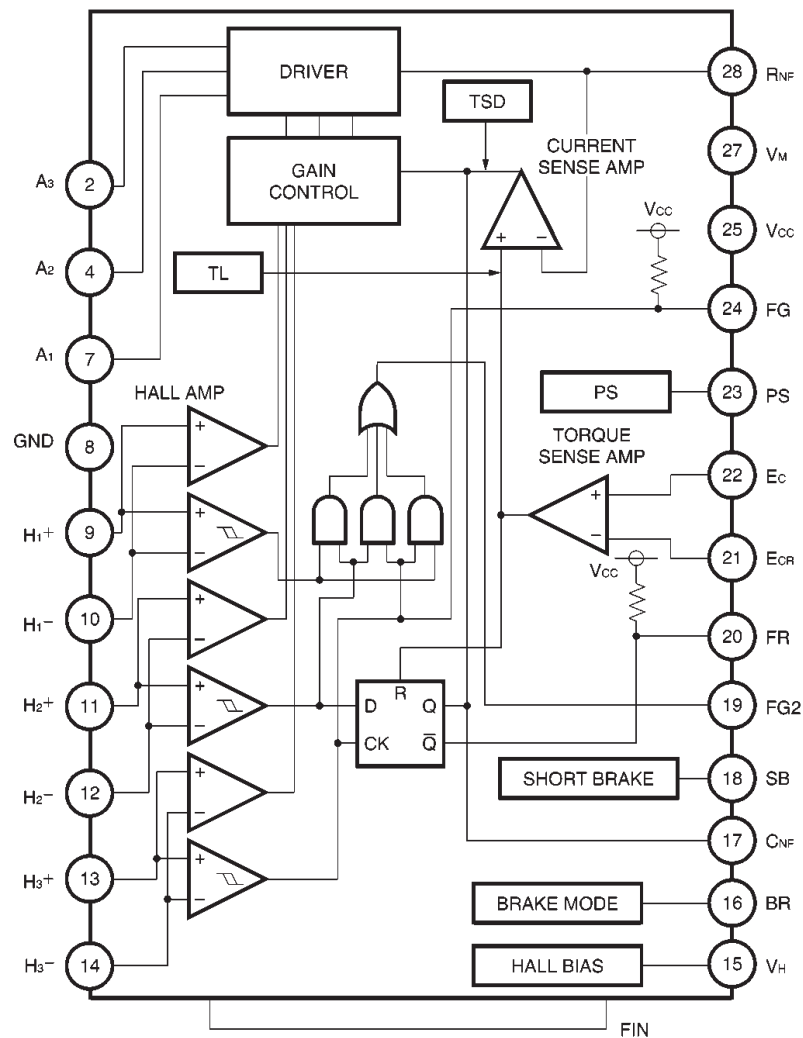 DRIVER
28 RNF
TSD
CURRENT
SENSE AMP
27 VM
GAIN
CONTROL
A3 2
VCC
25 VCC
+ −
A2 4
TL
24 FG
A1 7
HALL AMP
PS
23 PS
GND 8
+
−
TORQUE
SENSE AMP
+
−
22 EC
H1+ 9
+
−
21 ECR
VCC
H1− 10
+
−
20 FR
H2+ 11
+
−
R
D Q
CK Q̅
19 FG2
H2− 12
+
−
SHORT BRAKE
18 SB
17 CNF
H3+ 13
+
−
BRAKE MODE
16 BR
H3− 14
HALL BIAS
15 VH
FIN